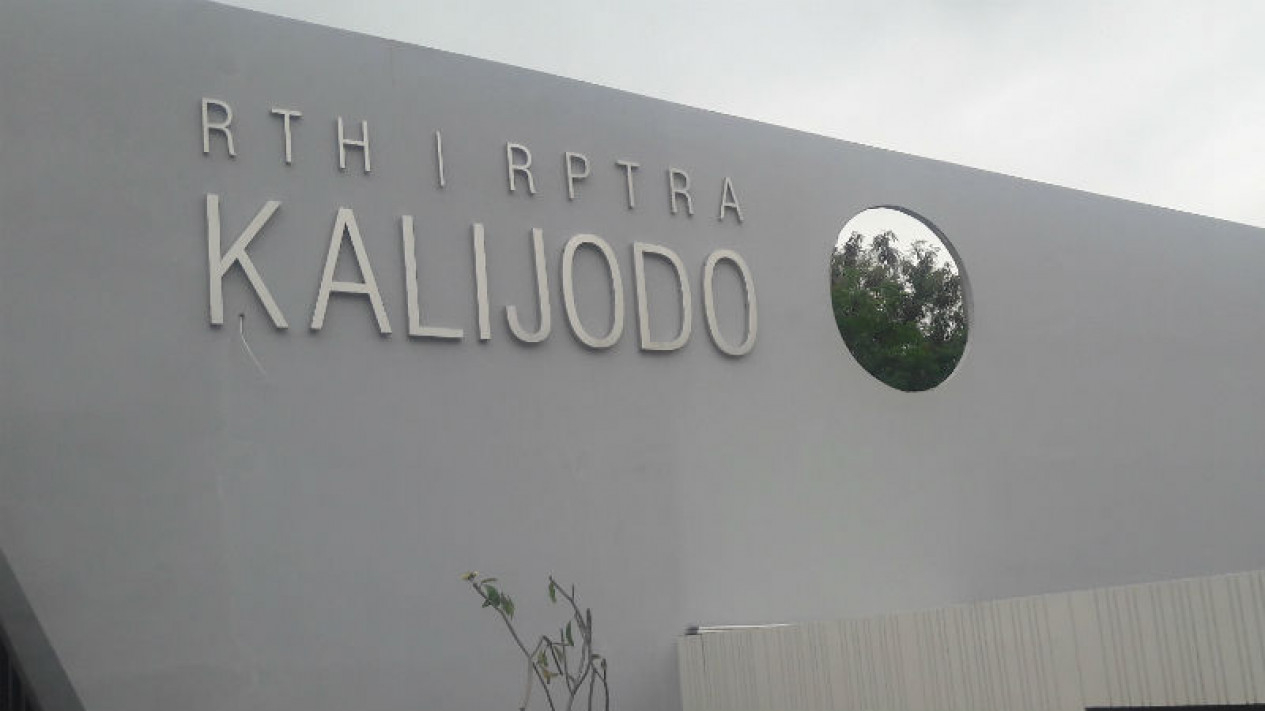 RTH | RPTRA
KALIJODO